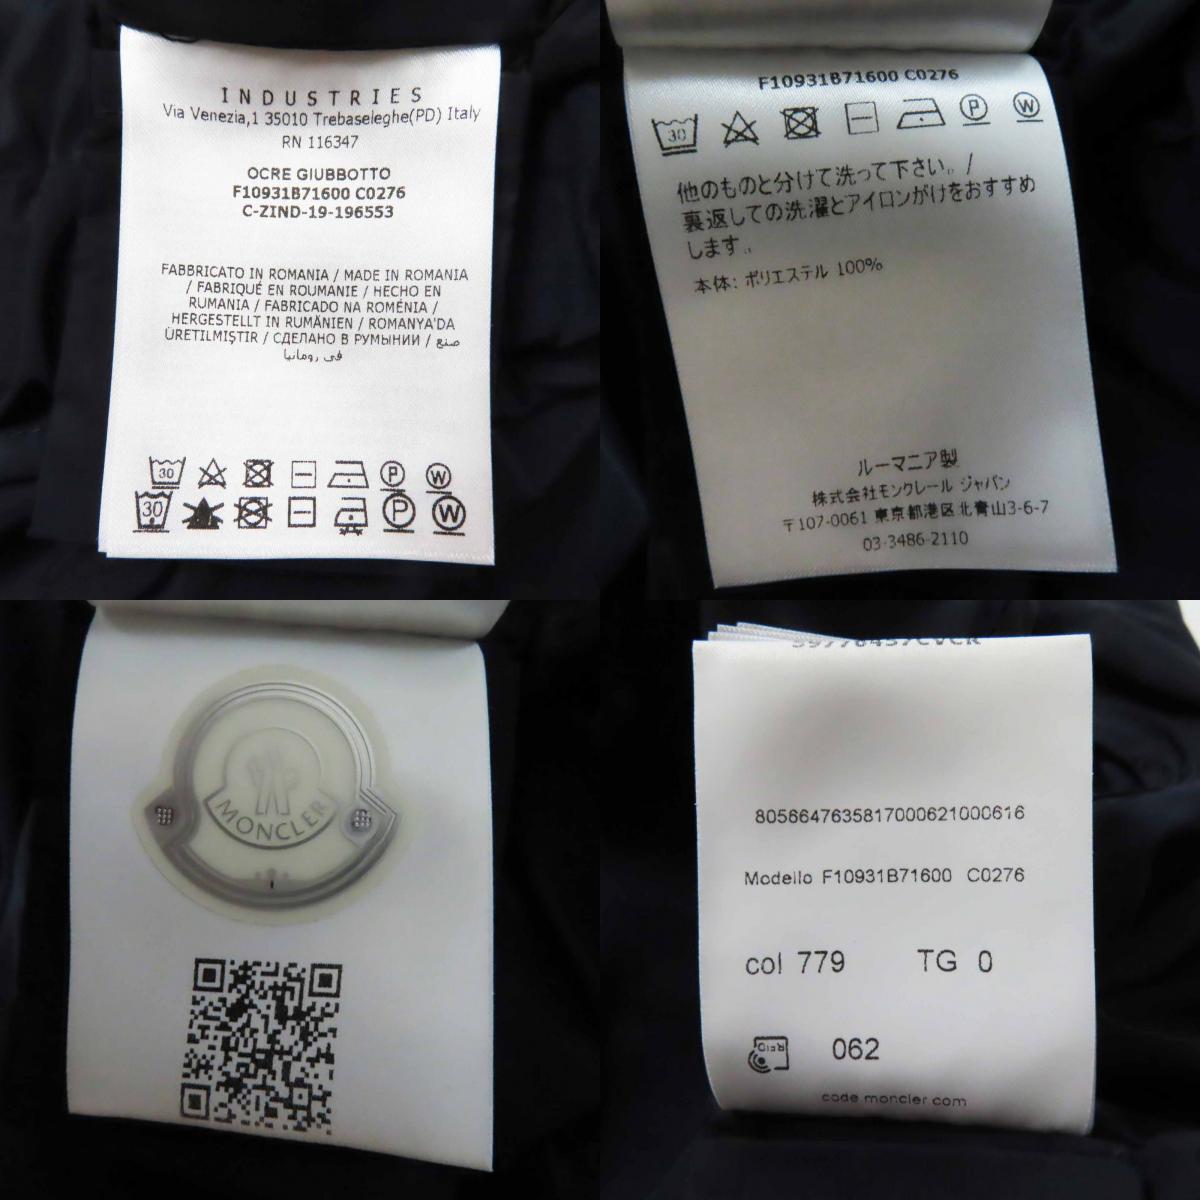 INDUSTRIES
Via Venezia,1 35010 Trebaseleghe(PD) Italy
RN 116347
OCRE GIUBBOTTO
F10931B71600 C0276
C-ZIND-19-196553
FABBRICATO IN ROMANIA / MADE IN ROMANIA
/ FABRIQUÉ EN ROUMANIE / HECHO EN
RUMANIA / FABRICADO NA ROMÉNIA /
HERGESTELLT IN RUMÄNIEN / ROMANYA'DA
ÜRETILMIŞTIR / СДЕЛАНО В РУМЫНИИ / صنع
في رومانيا
30 P W
30 P W
F10931B71600 C0276
30 P W
他のものと分けて洗って下さい。/
裏返しての洗濯とアイロンがけをおすすめ
します。
本体: ポリエステル 100%
ルーマニア製
株式会社モンクレール ジャパン
〒107-0061 東京都港区北青山3-6-7
03-3486-2110
MONCLER
8056647635817000621000616
Modello F10931B71600 C0276
col 779 TG 0
RFID 062
code.moncler.com